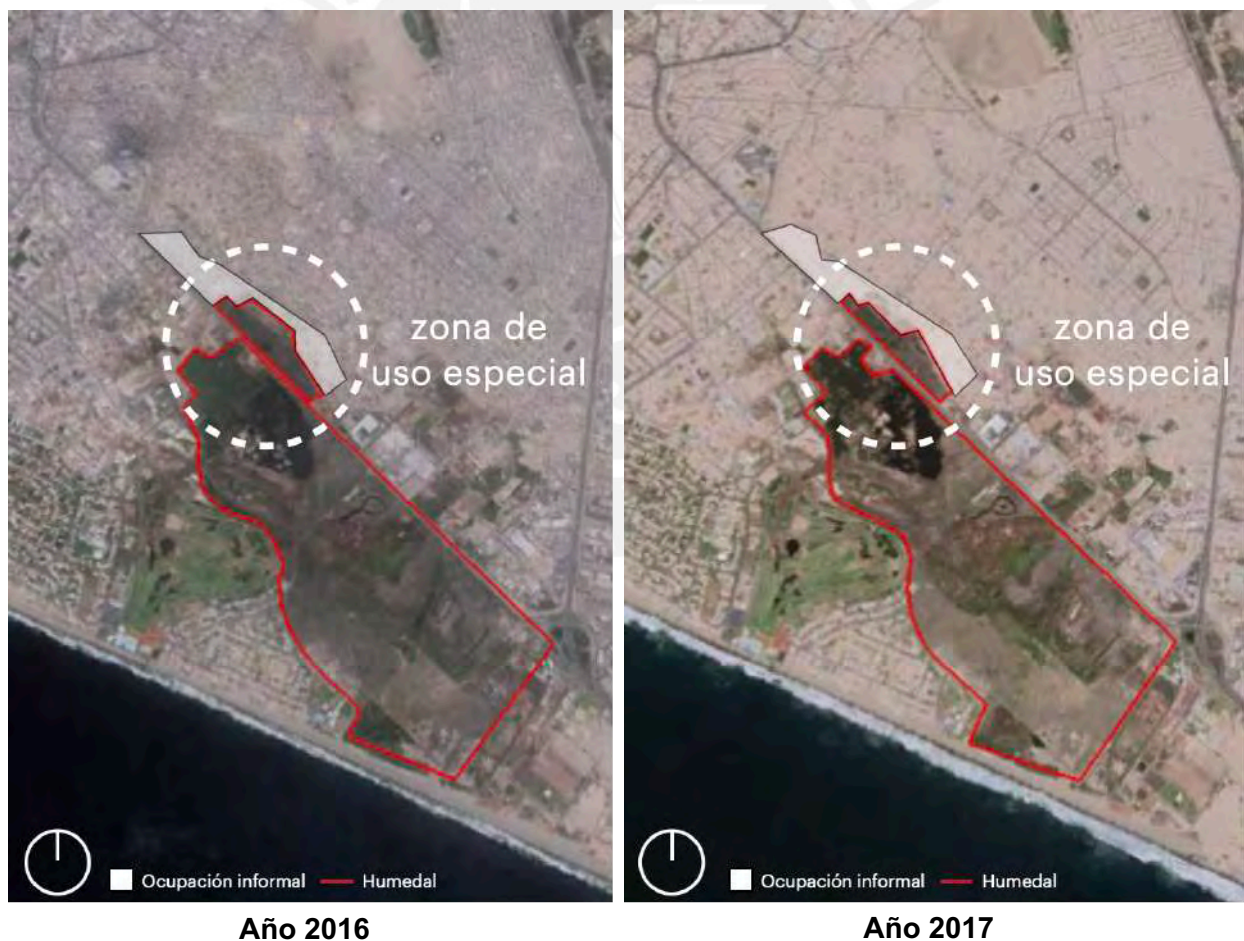 zona de
uso especial
Ocupación informal
Humedal
Año 2016
zona de
uso especial
Ocupación informal
Humedal
Año 2017